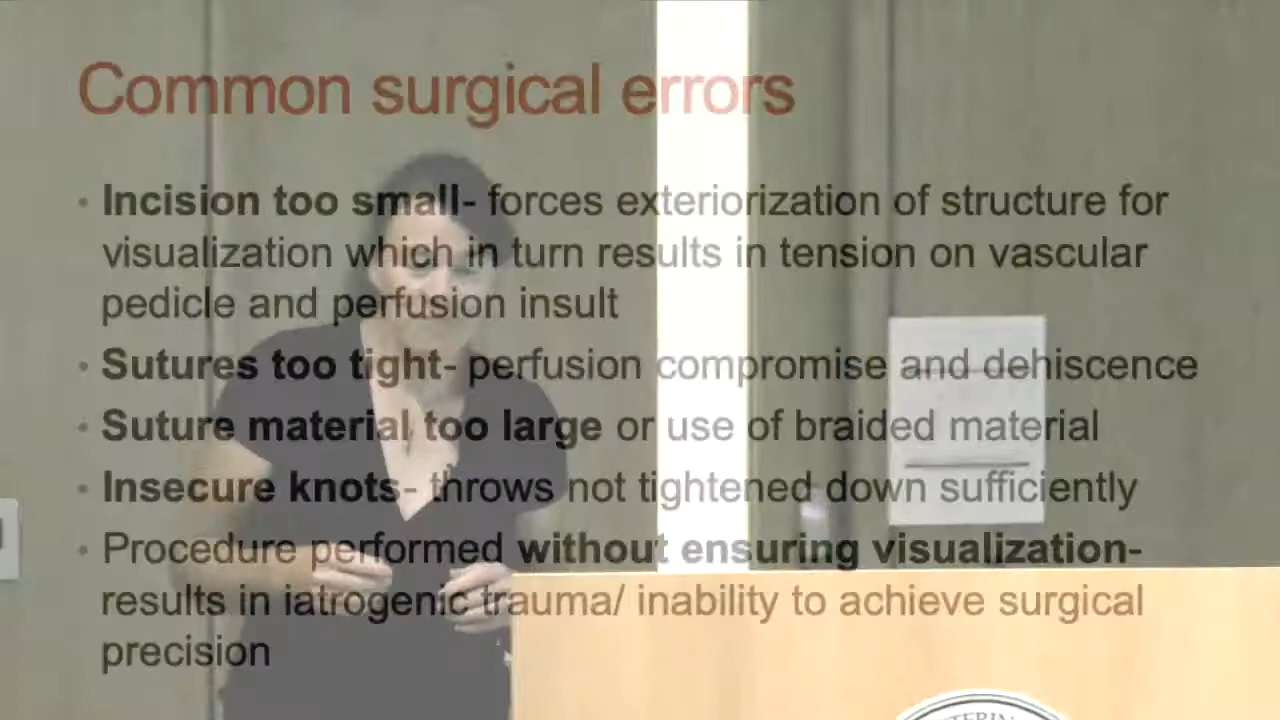 Common surgical errors
• Incision too small- forces exteriorization of structure for
visualization which in turn results in tension on vascular
pedicle and perfusion insult
• Sutures too tight- perfusion compromise and dehiscence
• Suture material too large or use of braided material
• Insecure knots- throws not tightened down sufficiently
• Procedure performed without ensuring visualization-
results in iatrogenic trauma/ inability to achieve surgical
precision